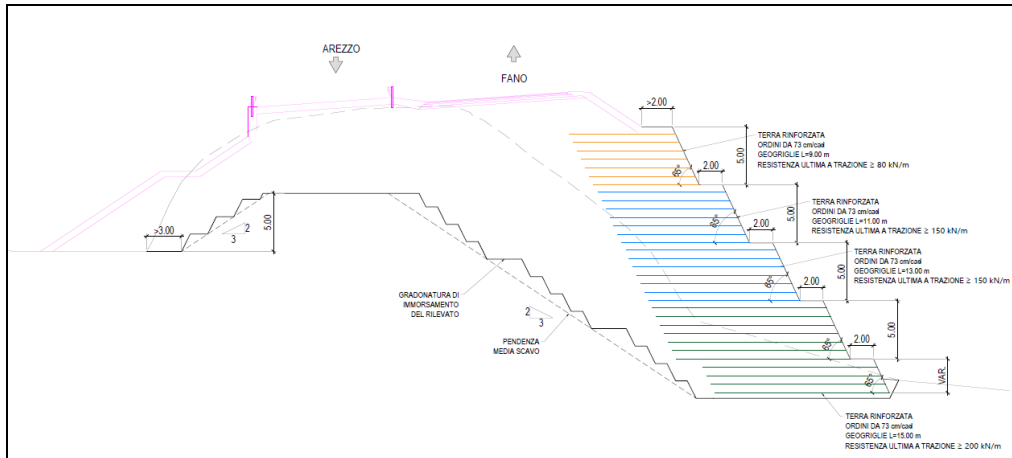 AREZZO
FANO
>2.00
TERRA RINFORZATA
ORDINI DA 73 cm/cad
GEOGRIGLIE L=9.00 m
RESISTENZA ULTIMA A TRAZIONE ≥ 80 kN/m
5.00
65°
2.00
TERRA RINFORZATA
ORDINI DA 73 cm/cad
GEOGRIGLIE L=11.00 m
RESISTENZA ULTIMA A TRAZIONE ≥ 150 kN/m
5.00
65°
2.00
>3.00
2
3
5.00
TERRA RINFORZATA
ORDINI DA 73 cm/cad
GEOGRIGLIE L=13.00 m
RESISTENZA ULTIMA A TRAZIONE ≥ 150 kN/m
5.00
65°
2.00
GRADONATURA DI
IMMORSAMENTO
DEL RILEVATO
2
3
PENDENZA
MEDIA SCAVO
5.00
65°
2.00
VAR.
65°
TERRA RINFORZATA
ORDINI DA 73 cm/cad
GEOGRIGLIE L=15.00 m
RESISTENZA ULTIMA A TRAZIONE ≥ 200 kN/m